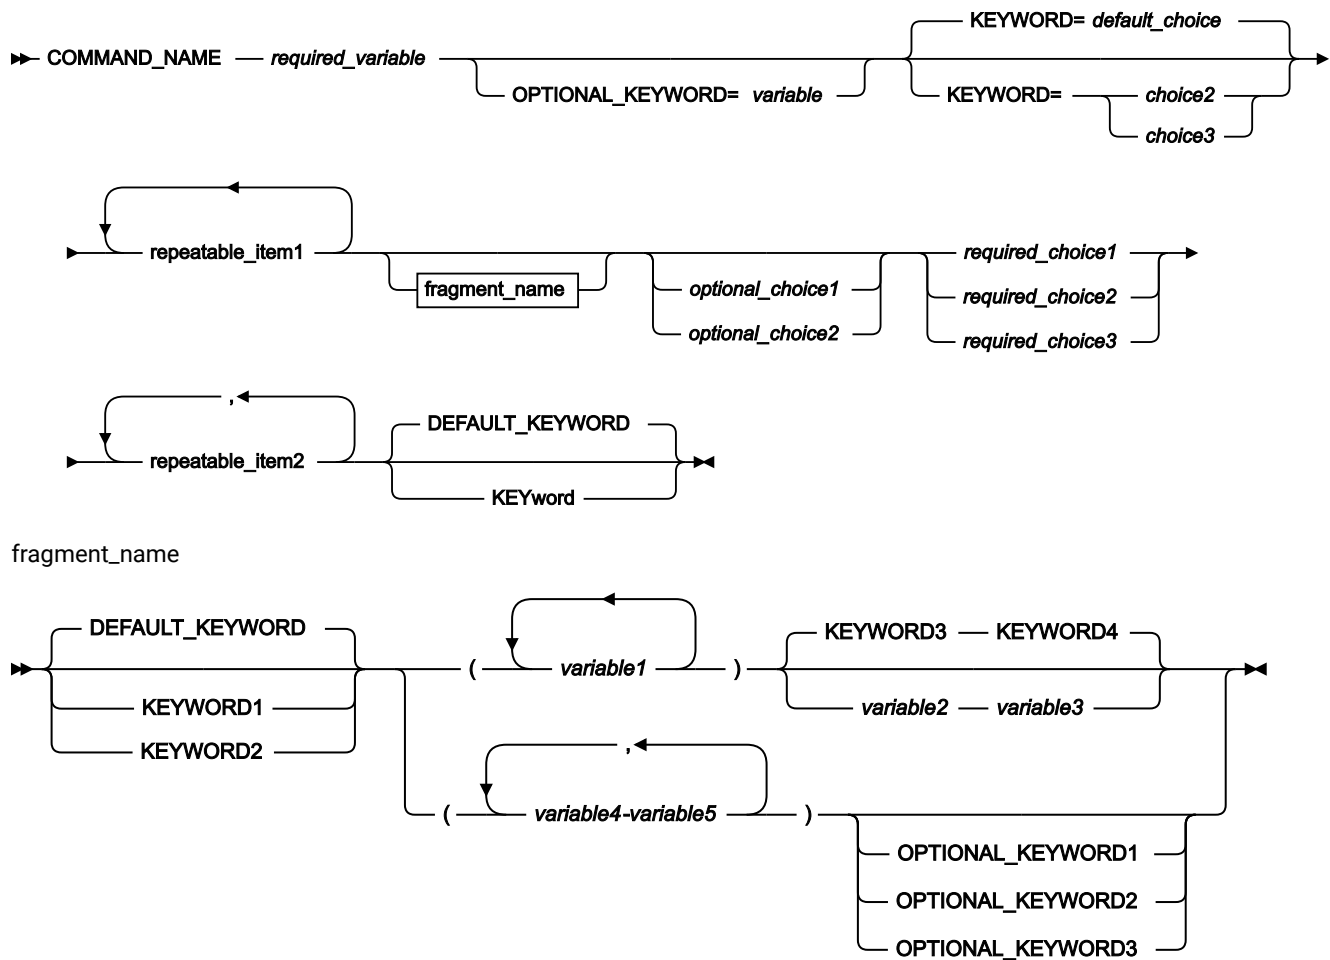 KEYWORD= default_choice
COMMAND_NAME required_variable
OPTIONAL_KEYWORD= variable KEYWORD= choice2
choice3
repeatable_item1 required_choice1
fragment_name optional_choice1 required_choice2
optional_choice2 required_choice3
,
DEFAULT_KEYWORD
repeatable_item2
KEYword
fragment_name
DEFAULT_KEYWORD KEYWORD3 KEYWORD4
( variable1 )
KEYWORD1 variable2 variable3
KEYWORD2
,
( variable4-variable5 )
OPTIONAL_KEYWORD1
OPTIONAL_KEYWORD2
OPTIONAL_KEYWORD3